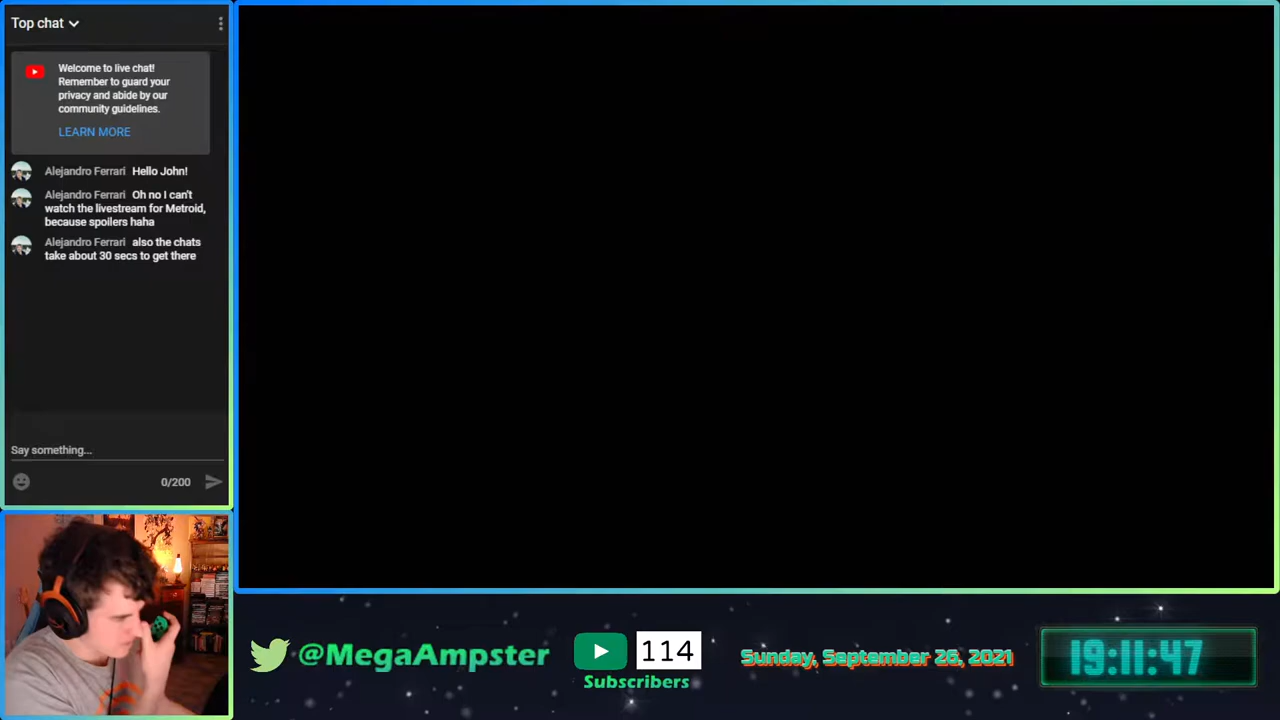 Top chat
Welcome to live chat!
Remember to guard your
privacy and abide by our
community guidelines.
LEARN MORE
Alejandro Ferrari Hello John!
Alejandro Ferrari Oh no I can't
watch the livestream for Metroid,
because spoilers haha
Alejandro Ferrari also the chats
take about 30 secs to get there
Say something...
0/200
@MegaAmpster
114
Subscribers
Sunday, September 26, 2021
19:11:47